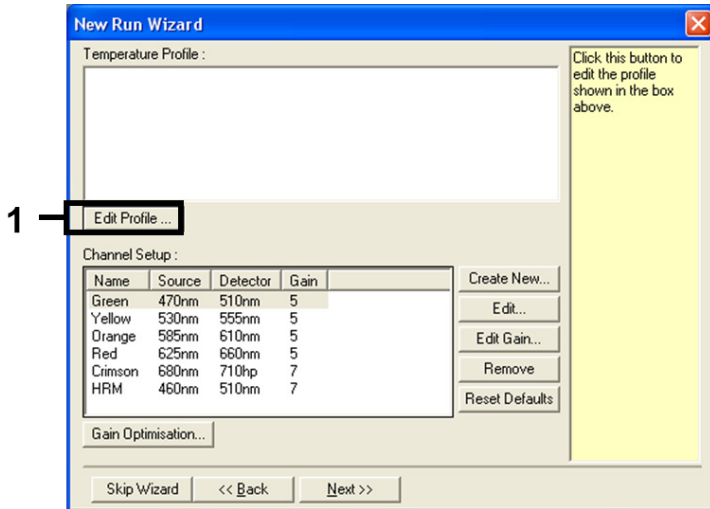 New Run Wizard
Temperature Profile :
Click this button to
edit the profile
shown in the box
above.
1
Edit Profile ...
Channel Setup :
Name Source Detector Gain
Green 470nm 510nm 5
Yellow 530nm 555nm 5
Orange 585nm 610nm 5
Red 625nm 660nm 5
Crimson 680nm 710hp 7
HRM 460nm 510nm 7
Create New...
Edit...
Edit Gain...
Remove
Reset Defaults
Gain Optimisation...
Skip Wizard << Back Next >>